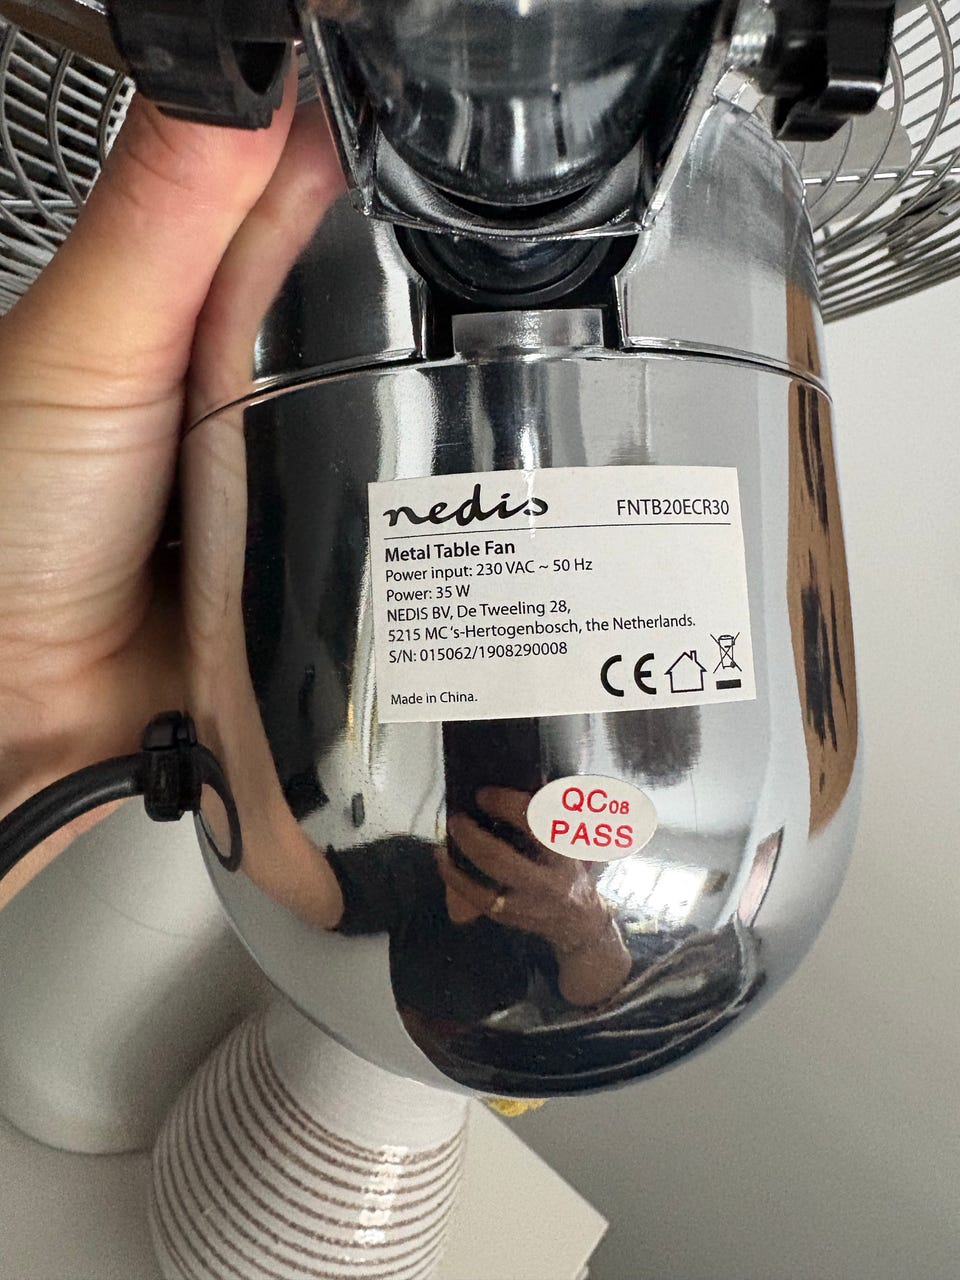 nedis FNTB20ECR30
Metal Table Fan
Power input: 230 VAC ~ 50 Hz
Power: 35 W
NEDIS BV, De Tweeling 28,
5215 MC 's-Hertogenbosch, the Netherlands.
S/N: 015062/1908290008
Made in China.
CE
QC08
PASS